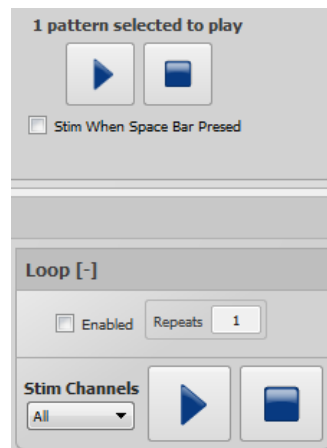 1 pattern selected to play
Stim When Space Bar Presed
Loop [-]
Enabled Repeats 1
Stim Channels
All